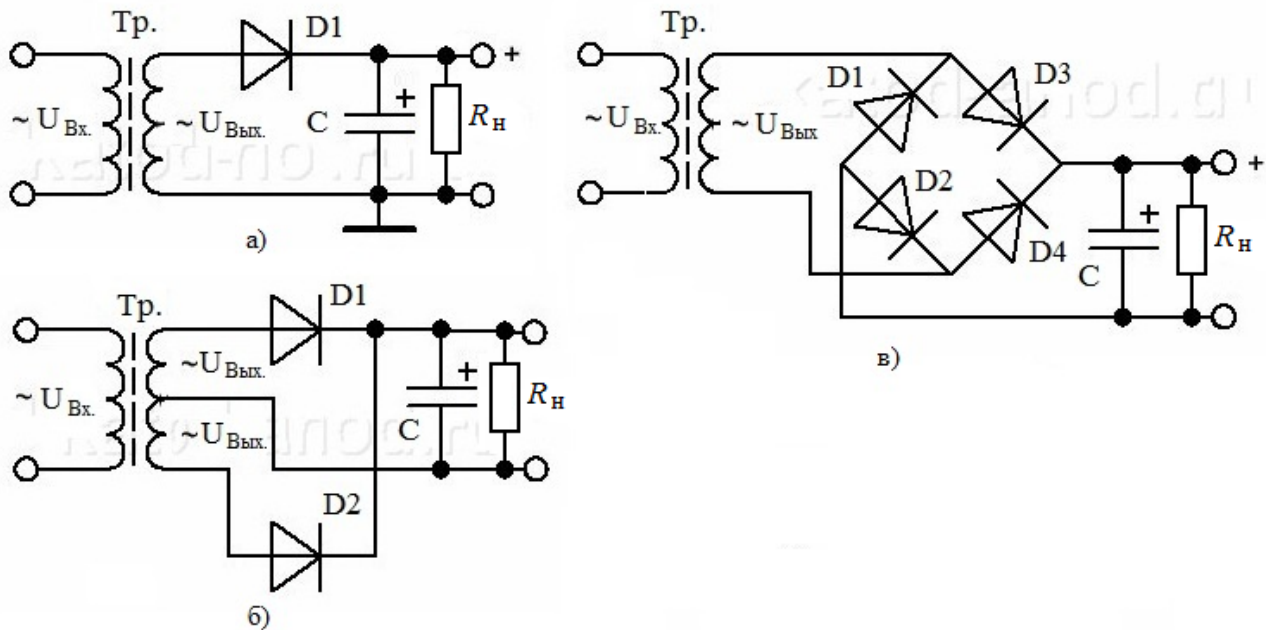 Тр.
D1
+
~ U Вх.
~ U Вых.
C
+
R н
а)
Тр.
D1
D3
~ U Вх.
~ U Вых
D2
D4
+
+
C
R н
в)
Тр.
D1
~U Вых.
~ U Вх.
~U Вых.
+
C
R н
D2
б)